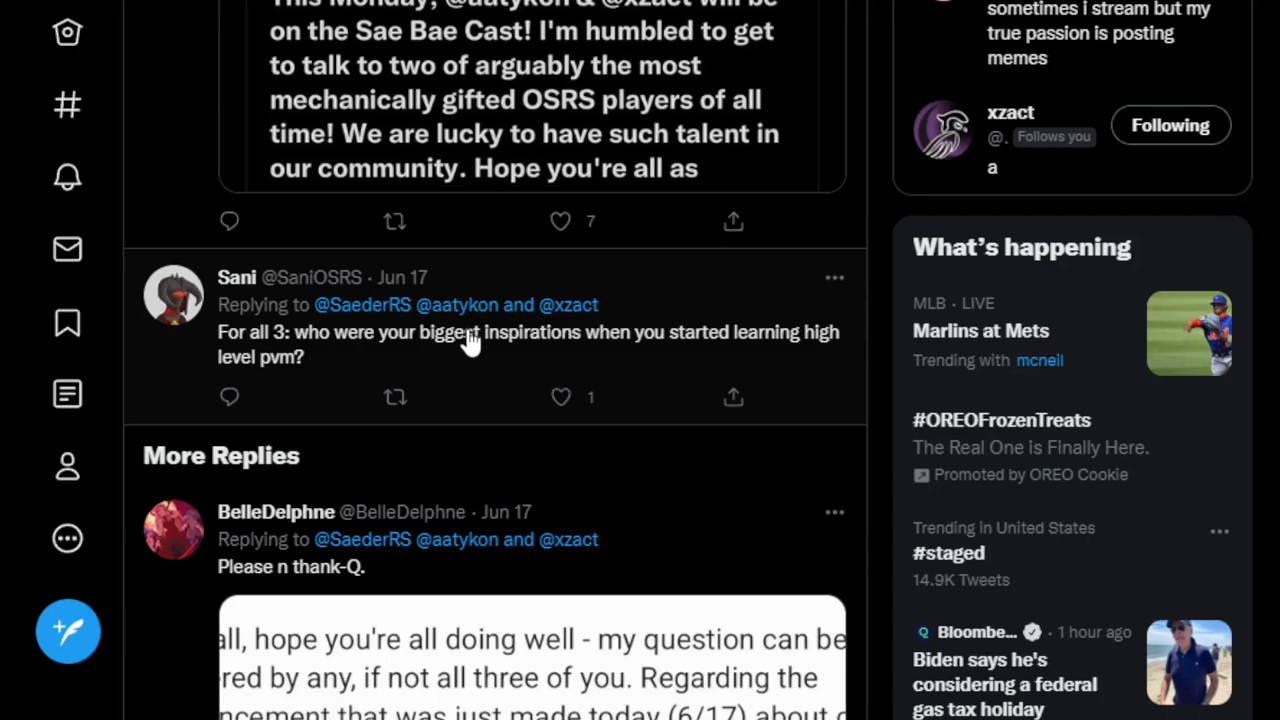 This Monday, @aatykon & @xzact will be
on the Sae Bae Cast! I'm humbled to get
to talk to two of arguably the most
mechanically gifted OSRS players of all
time! We are lucky to have such talent in
our community. Hope you're all as
7
Sani @SaniOSRS · Jun 17
Replying to @SaederRS @aatykon and @xzact
For all 3: who were your biggest inspirations when you started learning high
level pvm?
1
More Replies
BelleDelphne @BelleDelphne · Jun 17
Replying to @SaederRS @aatykon and @xzact
Please n thank-Q.
all, hope you're all doing well - my question can be
red by any, if not all three of you. Regarding the
ncement that was just made today (6/17) about
sometimes i stream but my
true passion is posting
memes
xzact
@. Follows you
Following
a
What's happening
MLB · LIVE
Marlins at Mets
Trending with mcneil
#OREOFrozenTreats
The Real One is Finally Here.
Promoted by OREO Cookie
Trending in United States
#staged
14.9K Tweets
Bloombe... · 1 hour ago
Biden says he's
considering a federal
gas tax holiday